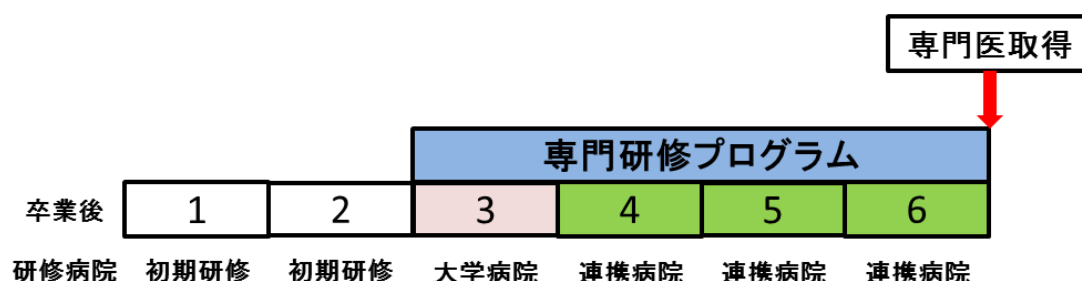 専門医取得
専門研修プログラム
卒業後 1 2 3 4 5 6
研修病院 初期研修 初期研修 大学病院 連携病院 連携病院 連携病院